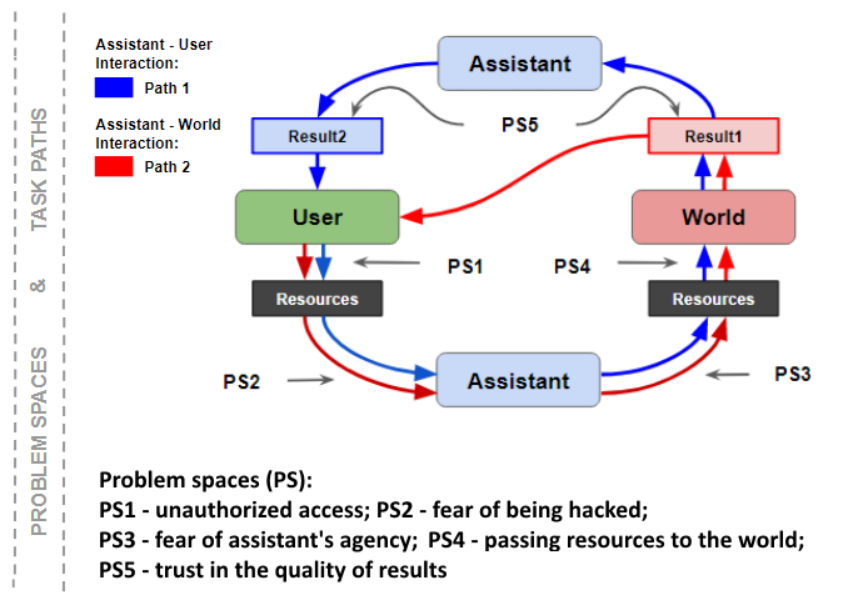 Assistant - User
Interaction:
Path 1
Assistant - World
Interaction:
Path 2
PROBLEM SPACES & TASK PATHS
Assistant
Result2
PS5
Result1
User
World
PS1
PS4
Resources
Resources
PS2
Assistant
PS3
Problem spaces (PS):
PS1 - unauthorized access; PS2 - fear of being hacked;
PS3 - fear of assistant's agency; PS4 - passing resources to the world;
PS5 - trust in the quality of results